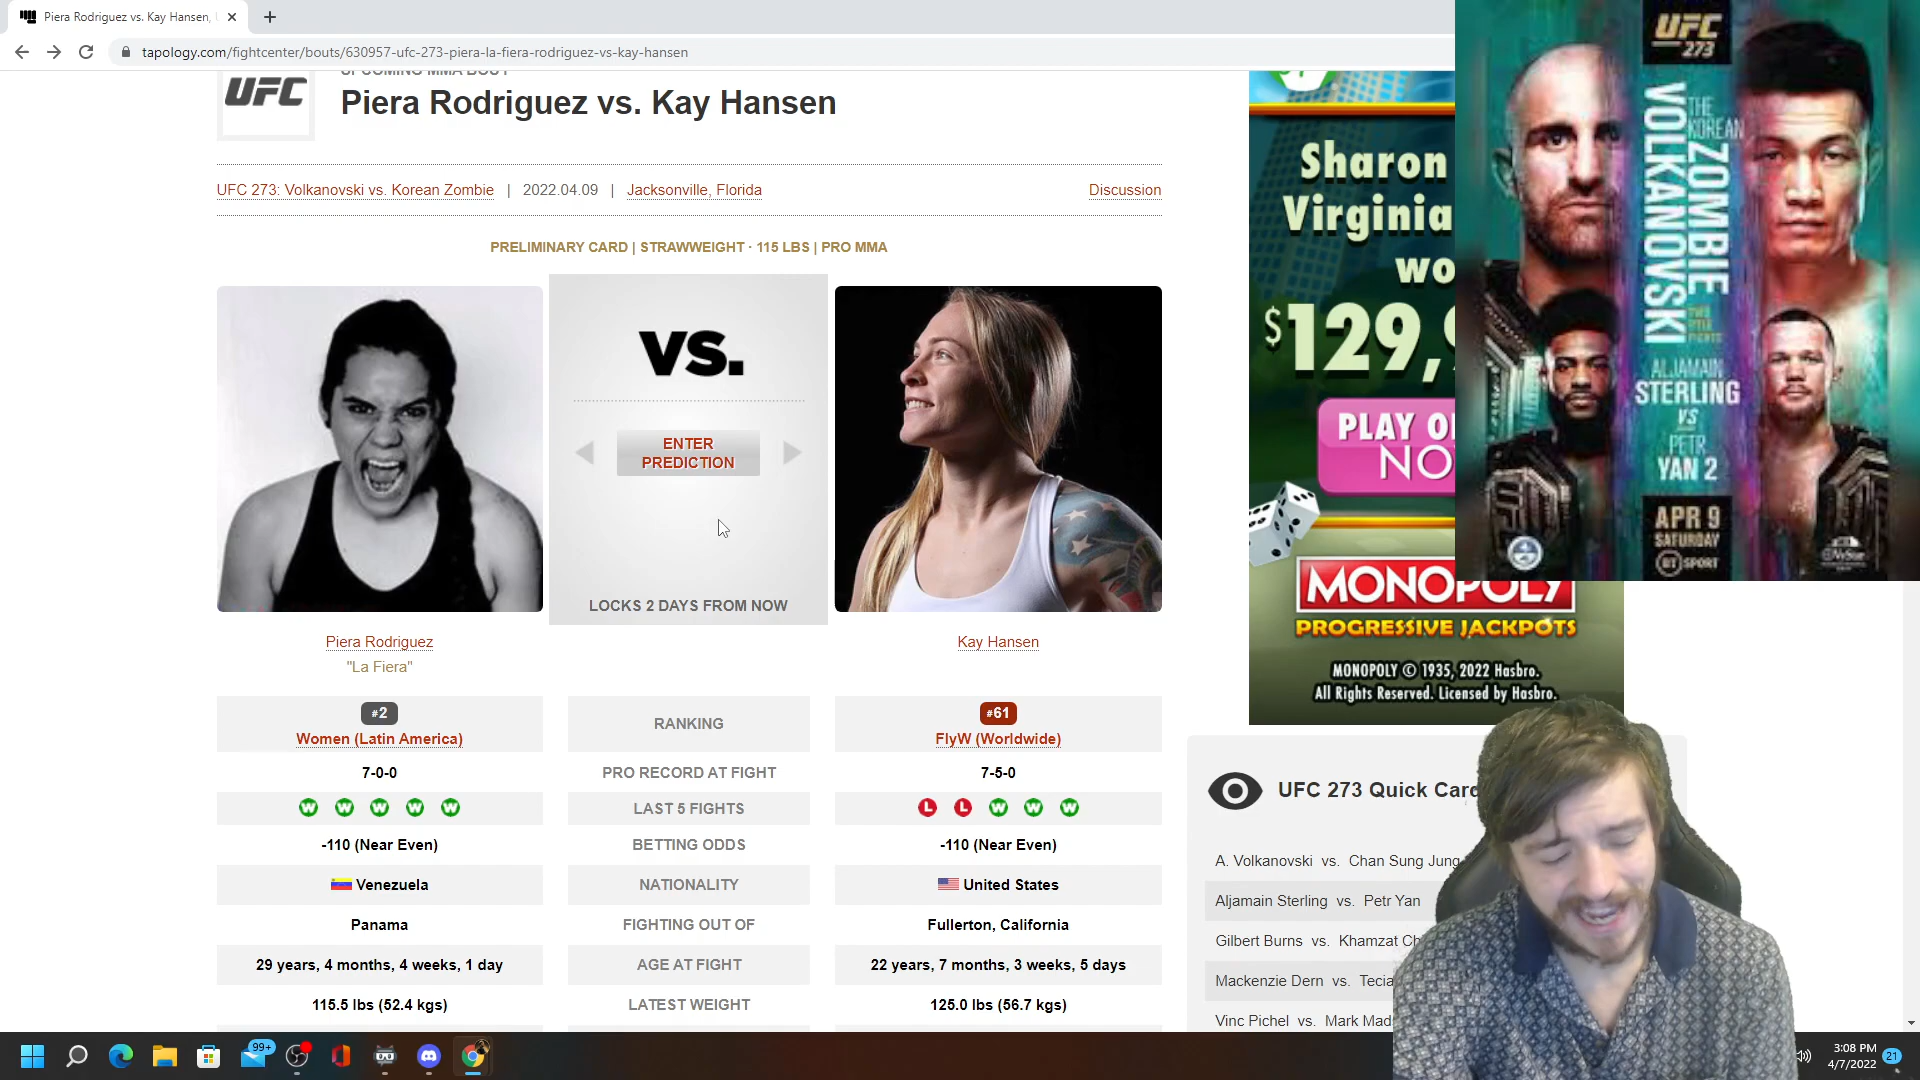 Piera Rodriguez vs. Kay Hansen,
tapology.com/fightcenter/bouts/630957-ufc-273-piera-la-fiera-rodriguez-vs-kay-hansen
UFC
UPCOMING MMA BOUT
Piera Rodriguez vs. Kay Hansen
UFC 273: Volkanovski vs. Korean Zombie | 2022.04.09 | Jacksonville, Florida
Discussion
PRELIMINARY CARD | STRAWWEIGHT · 115 LBS | PRO MMA
VS.
ENTER
PREDICTION
LOCKS 2 DAYS FROM NOW
Piera Rodriguez
"La Fiera"
Kay Hansen
#2
Women (Latin America)
RANKING
#61
FlyW (Worldwide)
7-0-0
PRO RECORD AT FIGHT
7-5-0
W W W W W
LAST 5 FIGHTS
L L W W W
-110 (Near Even)
BETTING ODDS
-110 (Near Even)
Venezuela
NATIONALITY
United States
Panama
FIGHTING OUT OF
Fullerton, California
29 years, 4 months, 4 weeks, 1 day
AGE AT FIGHT
22 years, 7 months, 3 weeks, 5 days
115.5 lbs (52.4 kgs)
LATEST WEIGHT
125.0 lbs (56.7 kgs)
Sharon
Virginia
wo
$129,9
PLAY O
NO
MONOPOLY
PROGRESSIVE JACKPOTS
MONOPOLY © 1935, 2022 Hasbro.
All Rights Reserved. Licensed by Hasbro.
UFC
273
VOLKANOVSKI
THE
KOREAN
ZOMBIE
ALJAMAIN
STERLING
VS
PETR
YAN 2
APR 9
SATURDAY
BT SPORT
UFC 273 Quick Card
A. Volkanovski vs. Chan Sung Jung
Aljamain Sterling vs. Petr Yan
Gilbert Burns vs. Khamzat Ch
Mackenzie Dern vs. Tecia
Vinc Pichel vs. Mark Mad
99+
3:08 PM
4/7/2022
21